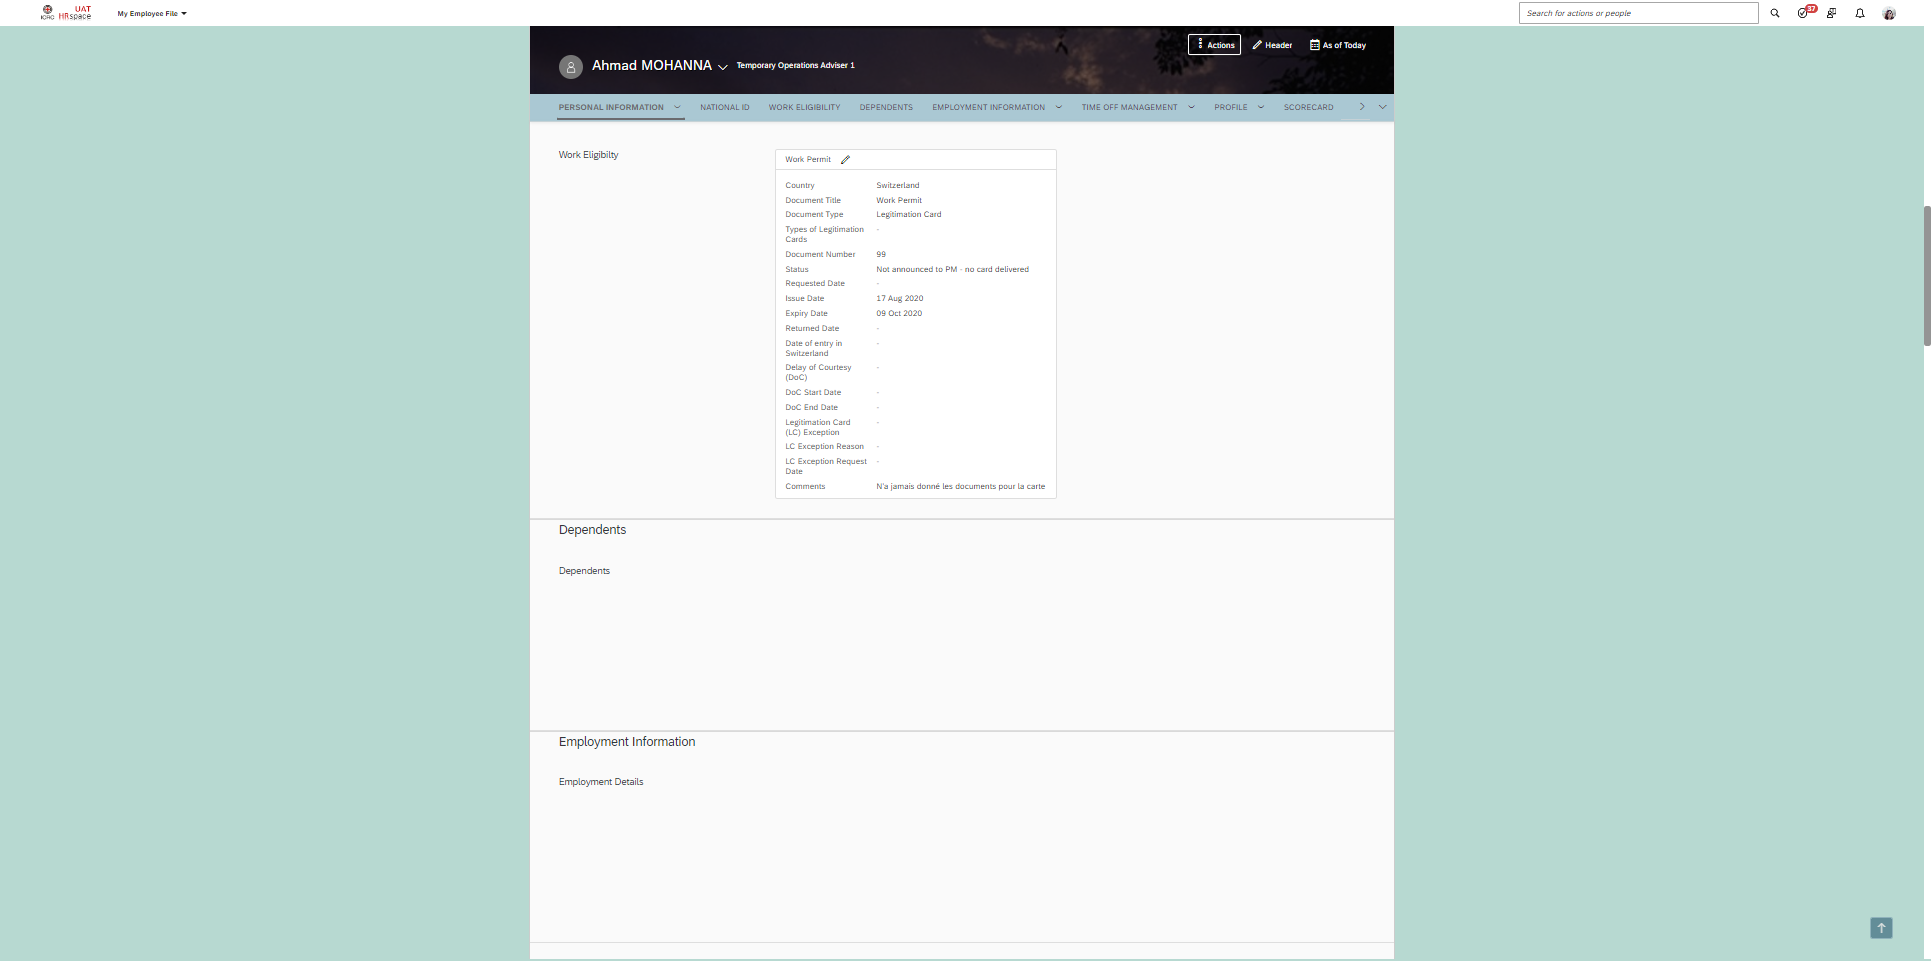 ICRC
UAT
HRspace
My Employee File
Search for actions or people
37
Ahmad MOHANNA
Temporary Operations Adviser 1
Actions
Header
As of Today
PERSONAL INFORMATION
NATIONAL ID
WORK ELIGIBILITY
DEPENDENTS
EMPLOYMENT INFORMATION
TIME OFF MANAGEMENT
PROFILE
SCORECARD
Work Eligibilty
Work Permit
Country Switzerland
Document Title Work Permit
Document Type Legitimation Card
Types of Legitimation -
Cards
Document Number 99
Status Not announced to PM - no card delivered
Requested Date -
Issue Date 17 Aug 2020
Expiry Date 09 Oct 2020
Returned Date -
Date of entry in -
Switzerland
Delay of Courtesy -
(DoC)
DoC Start Date -
DoC End Date -
Legitimation Card -
(LC) Exception
LC Exception Reason -
LC Exception Request -
Date
Comments N'a jamais donné les documents pour la carte
Dependents
Dependents
Employment Information
Employment Details